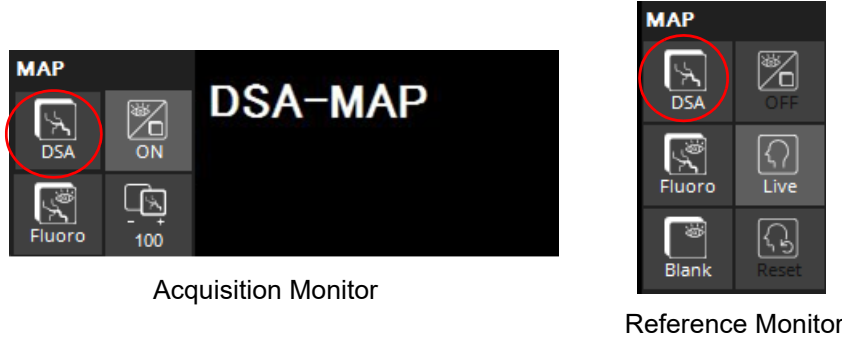 MAP
DSA-MAP
DSA
ON
Fluoro
- +
100
Acquisition Monitor
MAP
DSA
OFF
Fluoro
Live
Blank
Reset
Reference Monitor